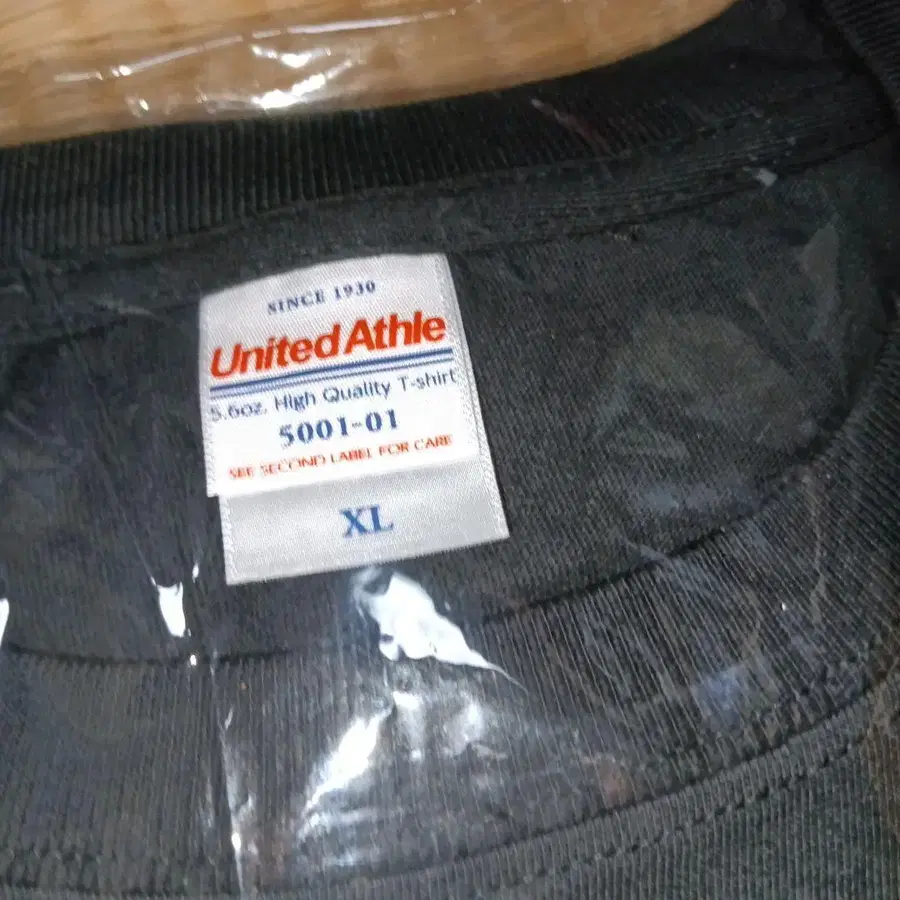 SINCE 1930
United Athle
5.6oz. High Quality T-shirt
5001-01
SEE SECOND LABEL FOR CARE
XL